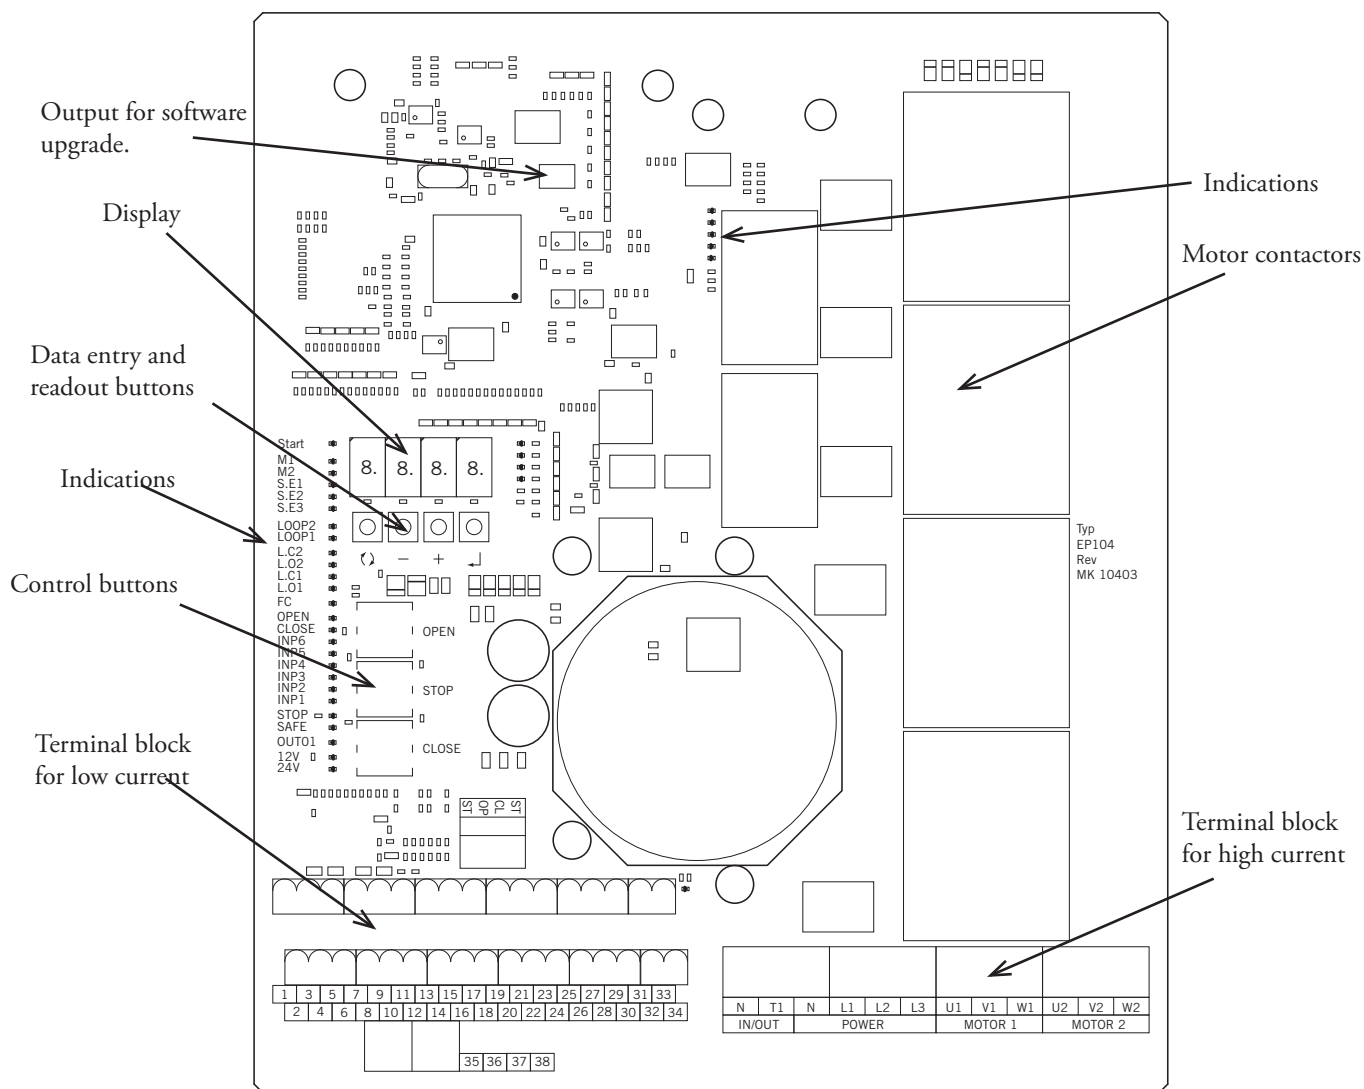 Output for software
upgrade.
Display
Indications
Motor contactors
Data entry and
readout buttons
Indications
Control buttons
Terminal block
for low current
Terminal block
for high current
Start
M1
M2
S.E1
S.E2
S.E3
LOOP2
LOOP1
L.C2
L.O2
L.C1
L.O1
FC
OPEN
CLOSE
INP6
INP5
INP4
INP3
INP2
INP1
STOP
SAFE
OUTO1
12V
24V
8. 8. 8. 8.
− +
OPEN
STOP
CLOSE
ST OP CL ST
Typ
EP104
Rev
MK 10403
1 3 5 7 9 11 13 15 17 19 21 23 25 27 29 31 33
2 4 6 8 10 12 14 16 18 20 22 24 26 28 30 32 34
35 36 37 38
N T1 N L1 L2 L3 U1 V1 W1 U2 V2 W2
IN/OUT POWER MOTOR 1 MOTOR 2